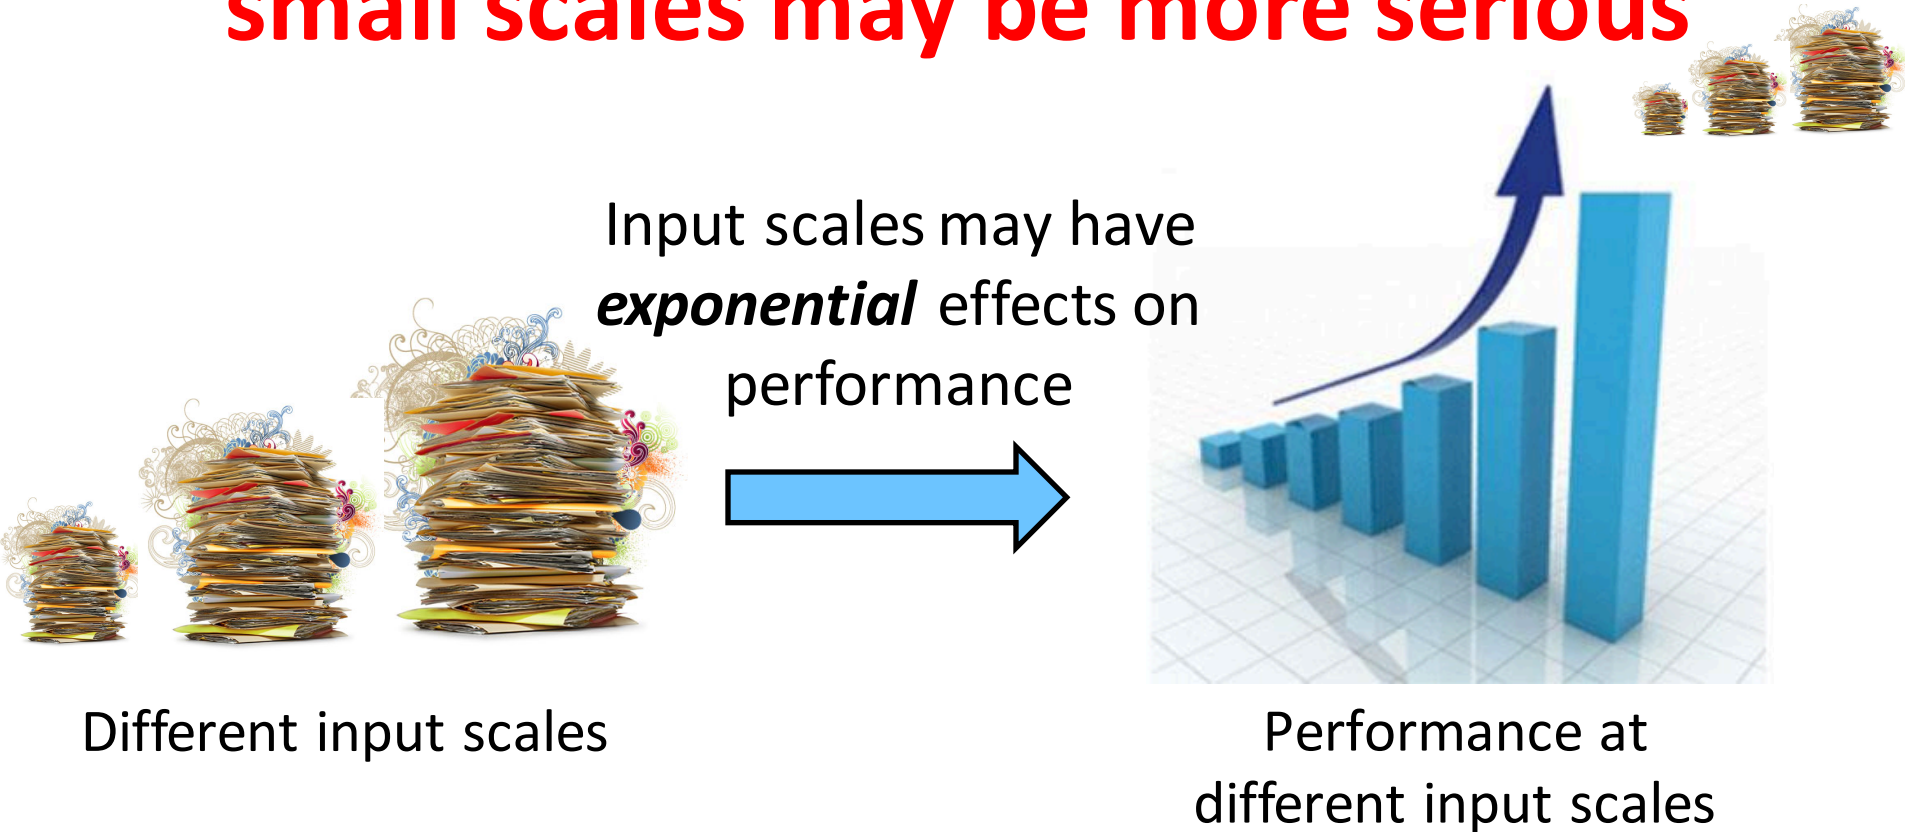 small scales may be more serious
Input scales may have
exponential effects on
performance
Different input scales
Performance at
different input scales